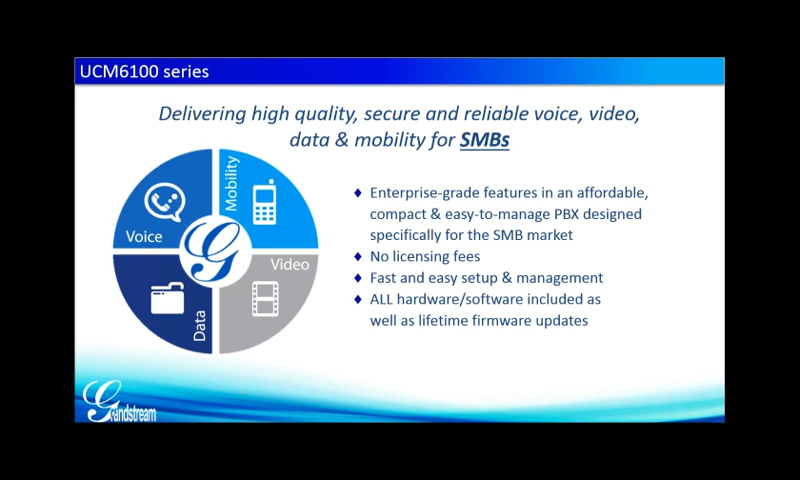 UCM6100 series
Delivering high quality, secure and reliable voice, video,
data & mobility for SMBs
Voice
Mobility
Video
Data
G
♦ Enterprise-grade features in an affordable,
compact & easy-to-manage PBX designed
specifically for the SMB market
♦ No licensing fees
♦ Fast and easy setup & management
♦ ALL hardware/software included as
well as lifetime firmware updates
Grandstream